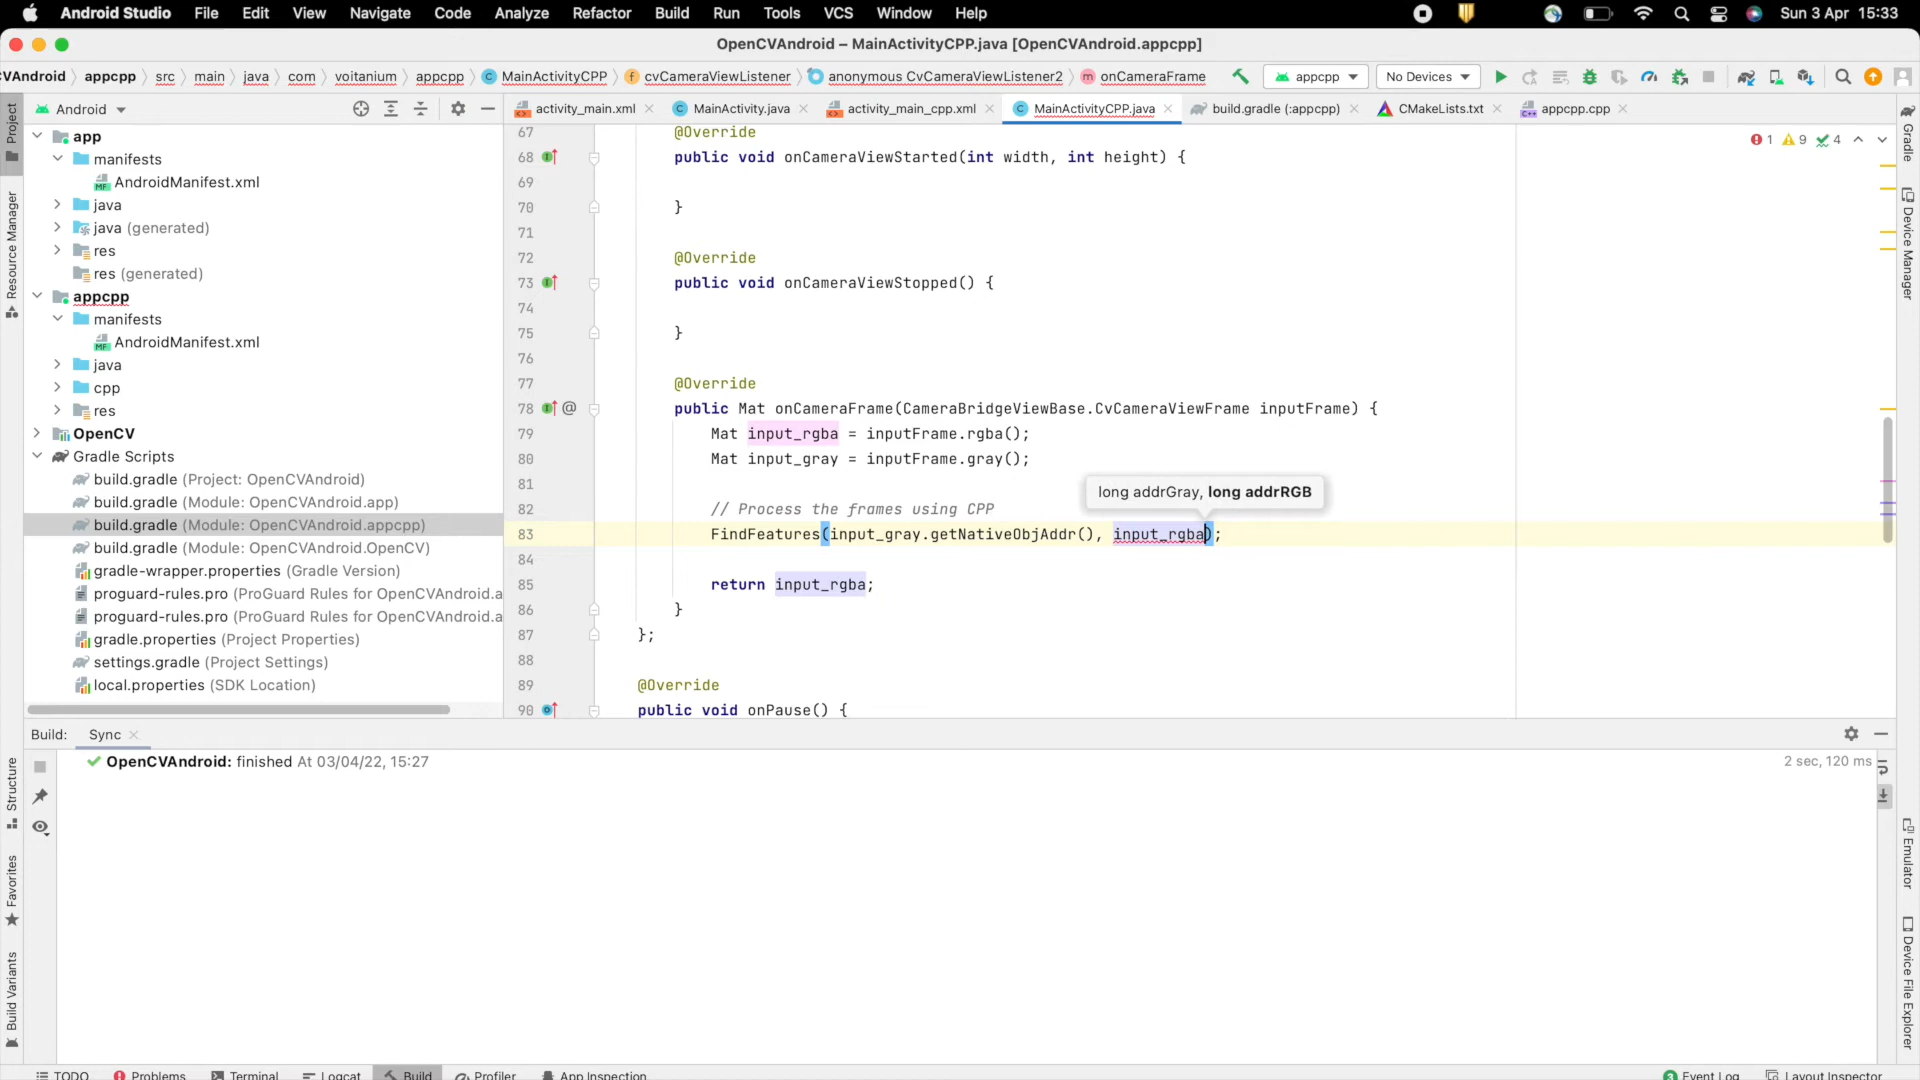 Android Studio File Edit View Navigate Code Analyze Refactor Build Run Tools VCS Window Help Sun 3 Apr 15:33
OpenCVAndroid – MainActivityCPP.java [OpenCVAndroid.appcpp]
VAndroid appcpp src main java com voitanium appcpp MainActivityCPP cvCameraViewListener anonymous CvCameraViewListener2 onCameraFrame appcpp No Devices
Android activity_main.xml MainActivity.java activity_main_cpp.xml MainActivityCPP.java build.gradle (:appcpp) CMakeLists.txt appcpp.cpp
Project
Resource Manager
Structure
Favorites
Build Variants
app
manifests
AndroidManifest.xml
java
java (generated)
res
res (generated)
appcpp
manifests
AndroidManifest.xml
java
cpp
res
OpenCV
Gradle Scripts
build.gradle (Project: OpenCVAndroid)
build.gradle (Module: OpenCVAndroid.app)
build.gradle (Module: OpenCVAndroid.appcpp)
build.gradle (Module: OpenCVAndroid.OpenCV)
gradle-wrapper.properties (Gradle Version)
proguard-rules.pro (ProGuard Rules for OpenCVAndroid.a
proguard-rules.pro (ProGuard Rules for OpenCVAndroid.a
gradle.properties (Project Properties)
settings.gradle (Project Settings)
local.properties (SDK Location)
1 9 4
67 @Override
68 public void onCameraViewStarted(int width, int height) {
69
70 }
71
72 @Override
73 public void onCameraViewStopped() {
74
75 }
76
77 @Override
78 @ public Mat onCameraFrame(CameraBridgeViewBase.CvCameraViewFrame inputFrame) {
79 Mat input_rgba = inputFrame.rgba();
80 Mat input_gray = inputFrame.gray();
81
long addrGray, long addrRGB
82 // Process the frames using CPP
83 FindFeatures(input_gray.getNativeObjAddr(), input_rgba);
84
85 return input_rgba;
86 }
87 };
88
89 @Override
90 public void onPause() {
Gradle
Device Manager
Emulator
Device File Explorer
Build: Sync
OpenCVAndroid: finished At 03/04/22, 15:27 2 sec, 120 ms
TODO Problems Terminal Logcat Build Profiler App Inspection 3 Event Log Layout Inspector